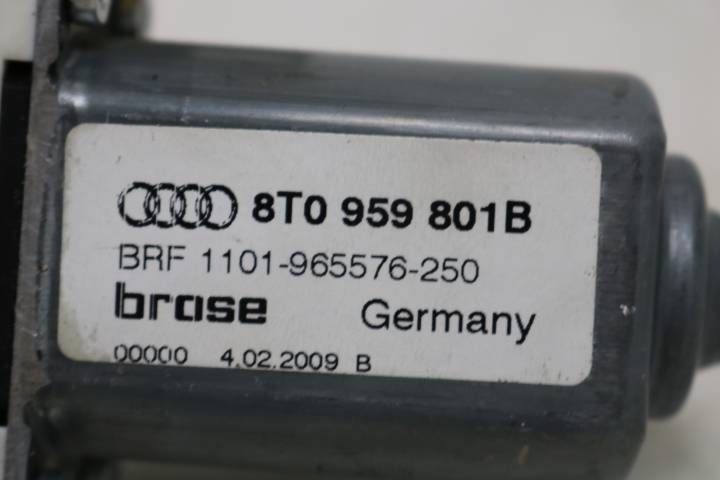 8T0 959 801B
BRF 1101-965576-250
brose Germany
00000 4.02.2009 B